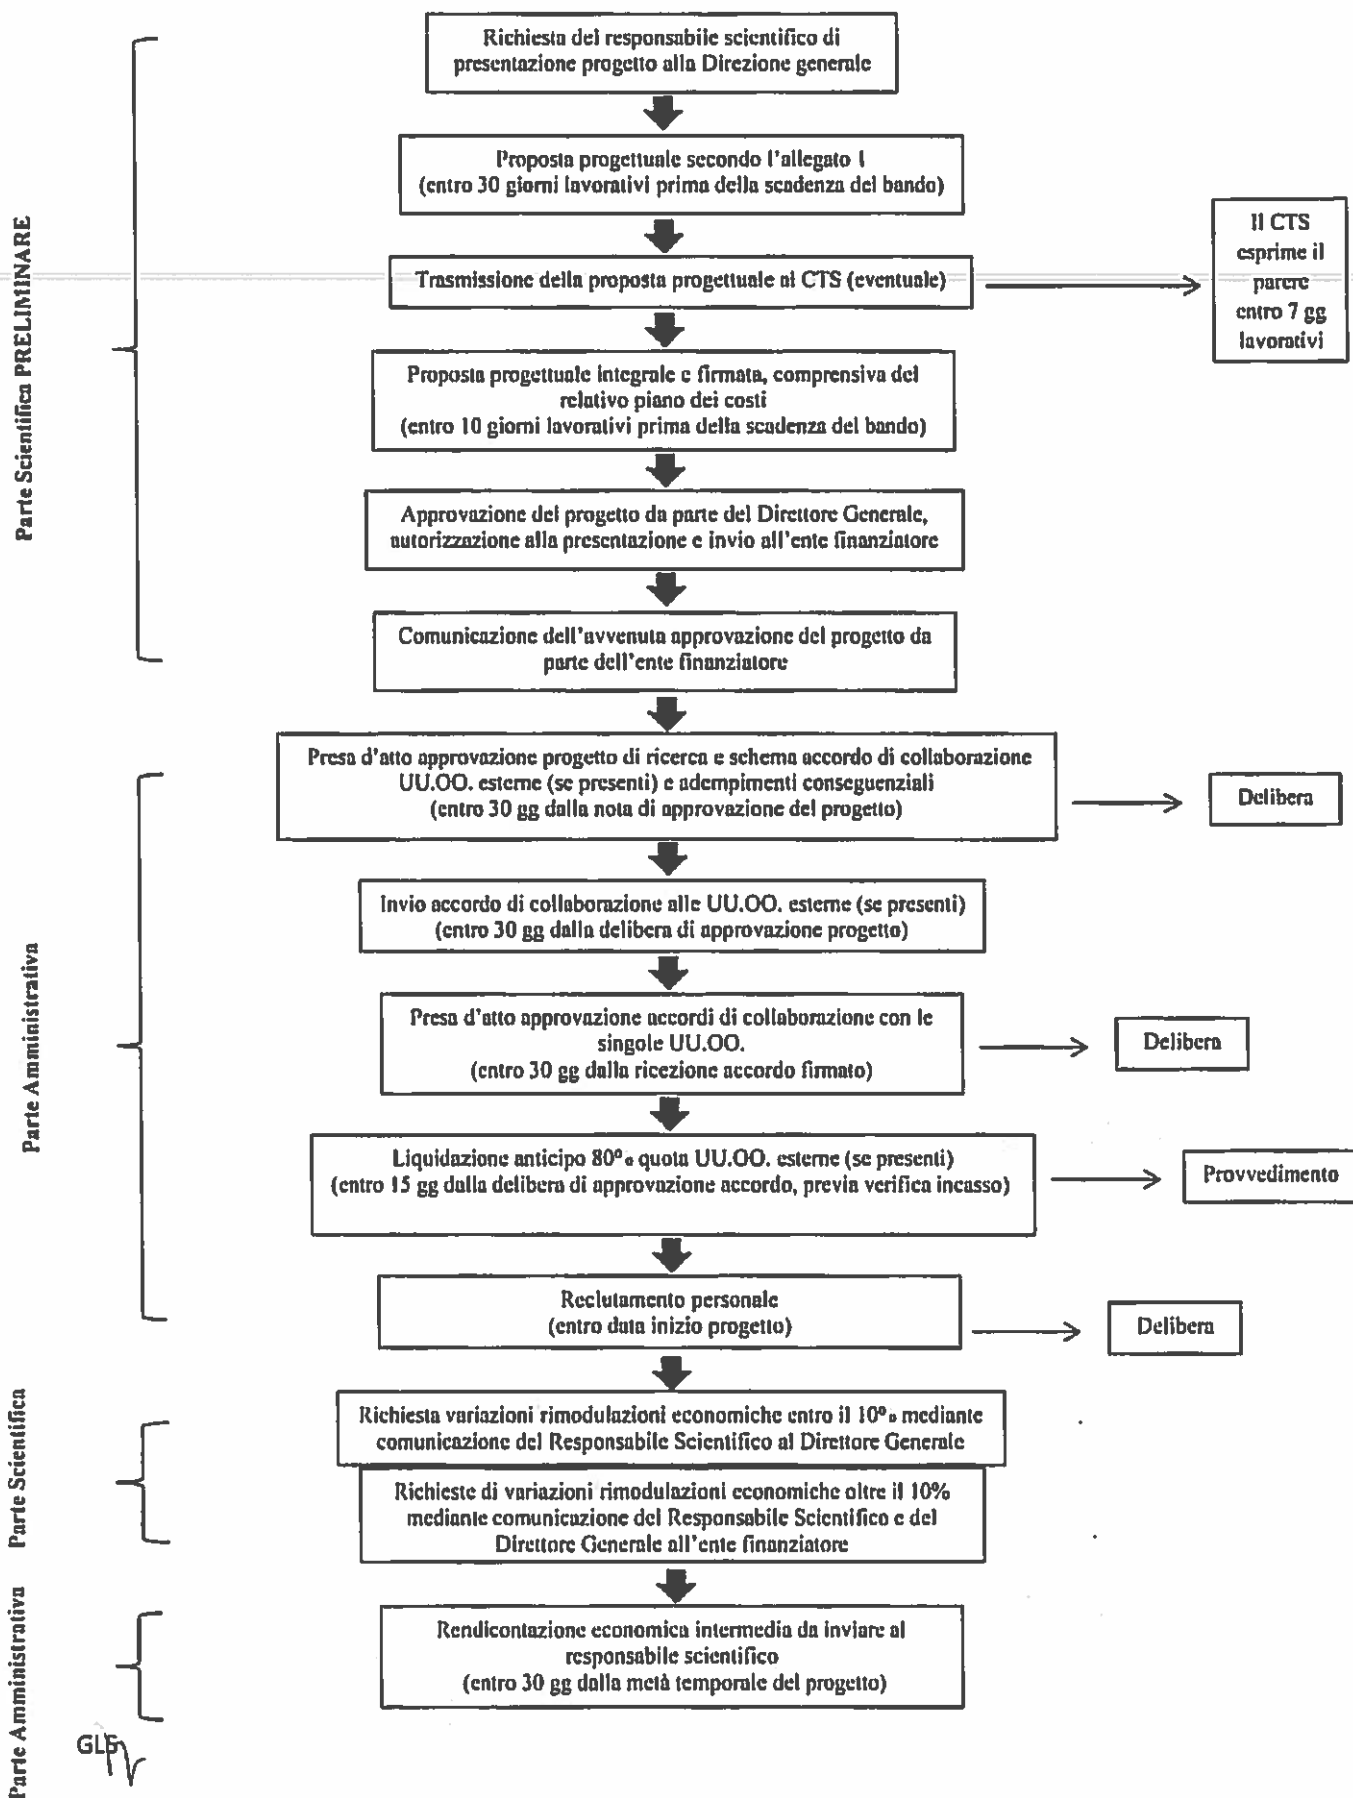 Parte Scientifica PRELIMINARE
Richiesta del responsabile scientifico di
presentazione progetto alla Direzione generale
Proposta progettuale secondo l'allegato 1
(entro 30 giorni lavorativi prima della scadenza del bando)
Trasmissione della proposta progettuale al CTS (eventuale)
Il CTS
esprime il
parere
entro 7 gg
lavorativi
Proposta progettuale integrale e firmata, comprensiva del
relativo piano dei costi
(entro 10 giorni lavorativi prima della scadenza del bando)
Approvazione del progetto da parte del Direttore Generale,
autorizzazione alla presentazione e invio all'ente finanziatore
Comunicazione dell'avvenuta approvazione del progetto da
parte dell'ente finanziatore
Parte Amministrativa
Presa d'atto approvazione progetto di ricerca e schema accordo di collaborazione
UU.OO. esterne (se presenti) e adempimenti conseguenziali
(entro 30 gg dalla nota di approvazione del progetto)
Delibera
Invio accordo di collaborazione alle UU.OO. esterne (se presenti)
(entro 30 gg dalla delibera di approvazione progetto)
Presa d'atto approvazione accordi di collaborazione con le
singole UU.OO.
(entro 30 gg dalla ricezione accordo firmato)
Delibera
Liquidazione anticipo 80% quota UU.OO. esterne (se presenti)
(entro 15 gg dalla delibera di approvazione accordo, previa verifica incasso)
Provvedimento
Reclutamento personale
(entro data inizio progetto)
Delibera
Parte Scientifica
Richiesta variazioni rimodulazioni economiche entro il 10% mediante
comunicazione del Responsabile Scientifico al Direttore Generale
Richieste di variazioni rimodulazioni economiche oltre il 10%
mediante comunicazione del Responsabile Scientifico e del
Direttore Generale all'ente finanziatore
Parte Amministrativa
Rendicontazione economica intermedia da inviare al
responsabile scientifico
(entro 30 gg dalla metà temporale del progetto)